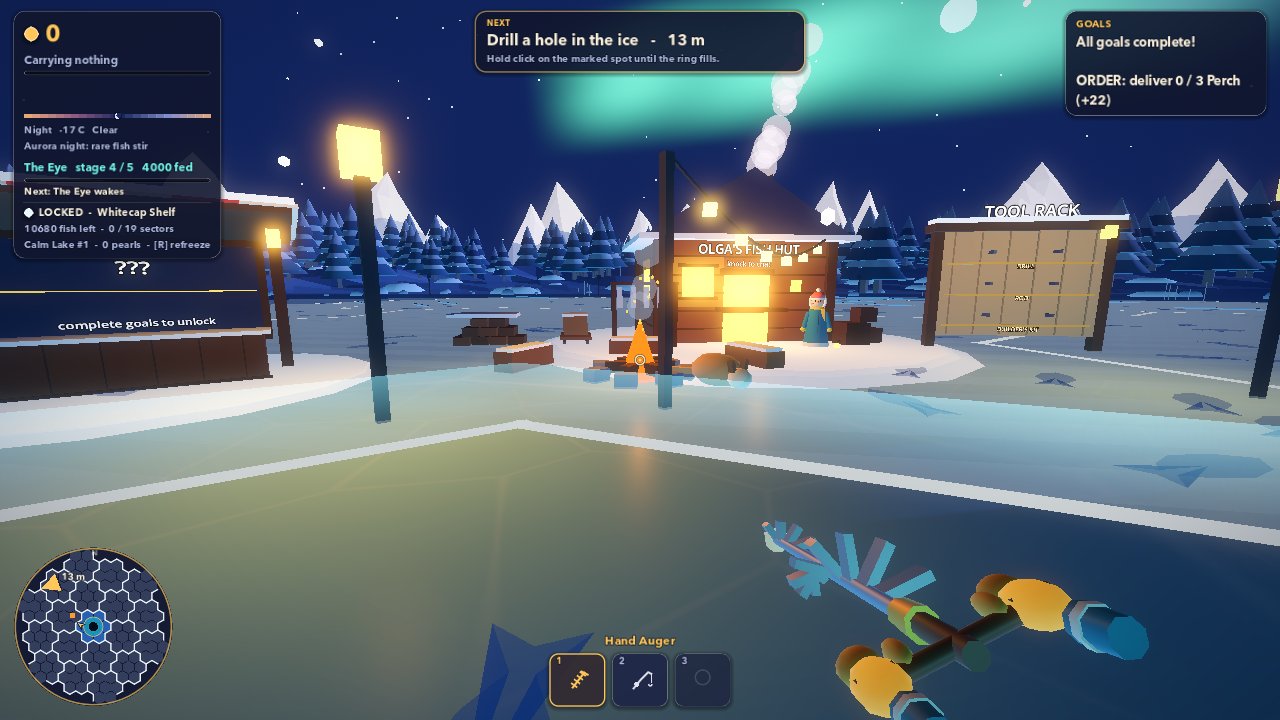 0
Carrying nothing
Night -17 C Clear
Aurora night: rare fish stir
The Eye stage 4 / 5 4000 fed
Next: The Eye wakes
LOCKED - Whitecap Shelf
10680 fish left - 0 / 19 sectors
Calm Lake #1 - 0 pearls - [R] refreeze
NEXT
Drill a hole in the ice - 13 m
Hold click on the marked spot until the ring fills.
GOALS
All goals complete!
ORDER: deliver 0 / 3 Perch
(+22)
???
complete goals to unlock
OLGA'S FISH HUT
TOOL RACK
13 m
Hand Auger
1
2
3